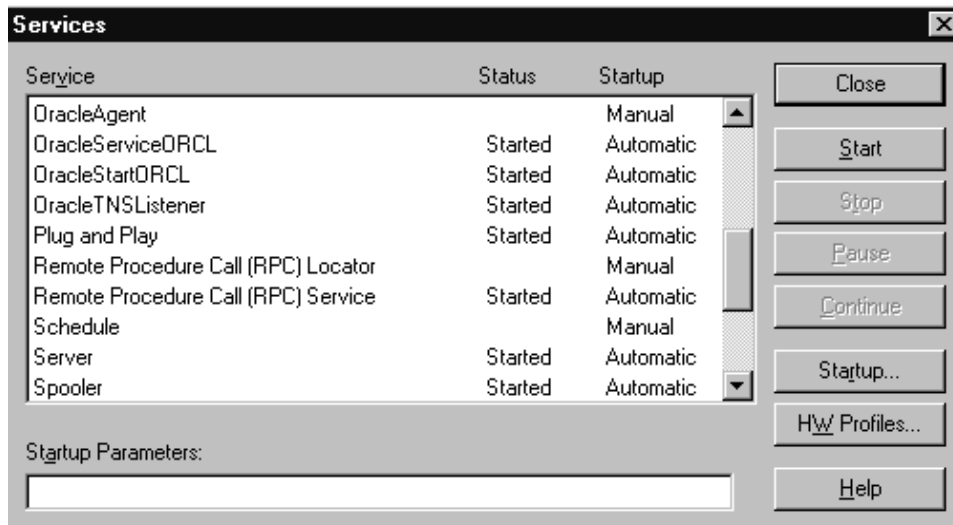 Services
Service Status Startup
OracleAgent Manual
OracleServiceORCL Started Automatic
OracleStartORCL Started Automatic
OracleTNSListener Started Automatic
Plug and Play Started Automatic
Remote Procedure Call (RPC) Locator Manual
Remote Procedure Call (RPC) Service Started Automatic
Schedule Manual
Server Started Automatic
Spooler Started Automatic
Startup Parameters:
Close
Start
Stop
Pause
Continue
Startup...
HW Profiles...
Help